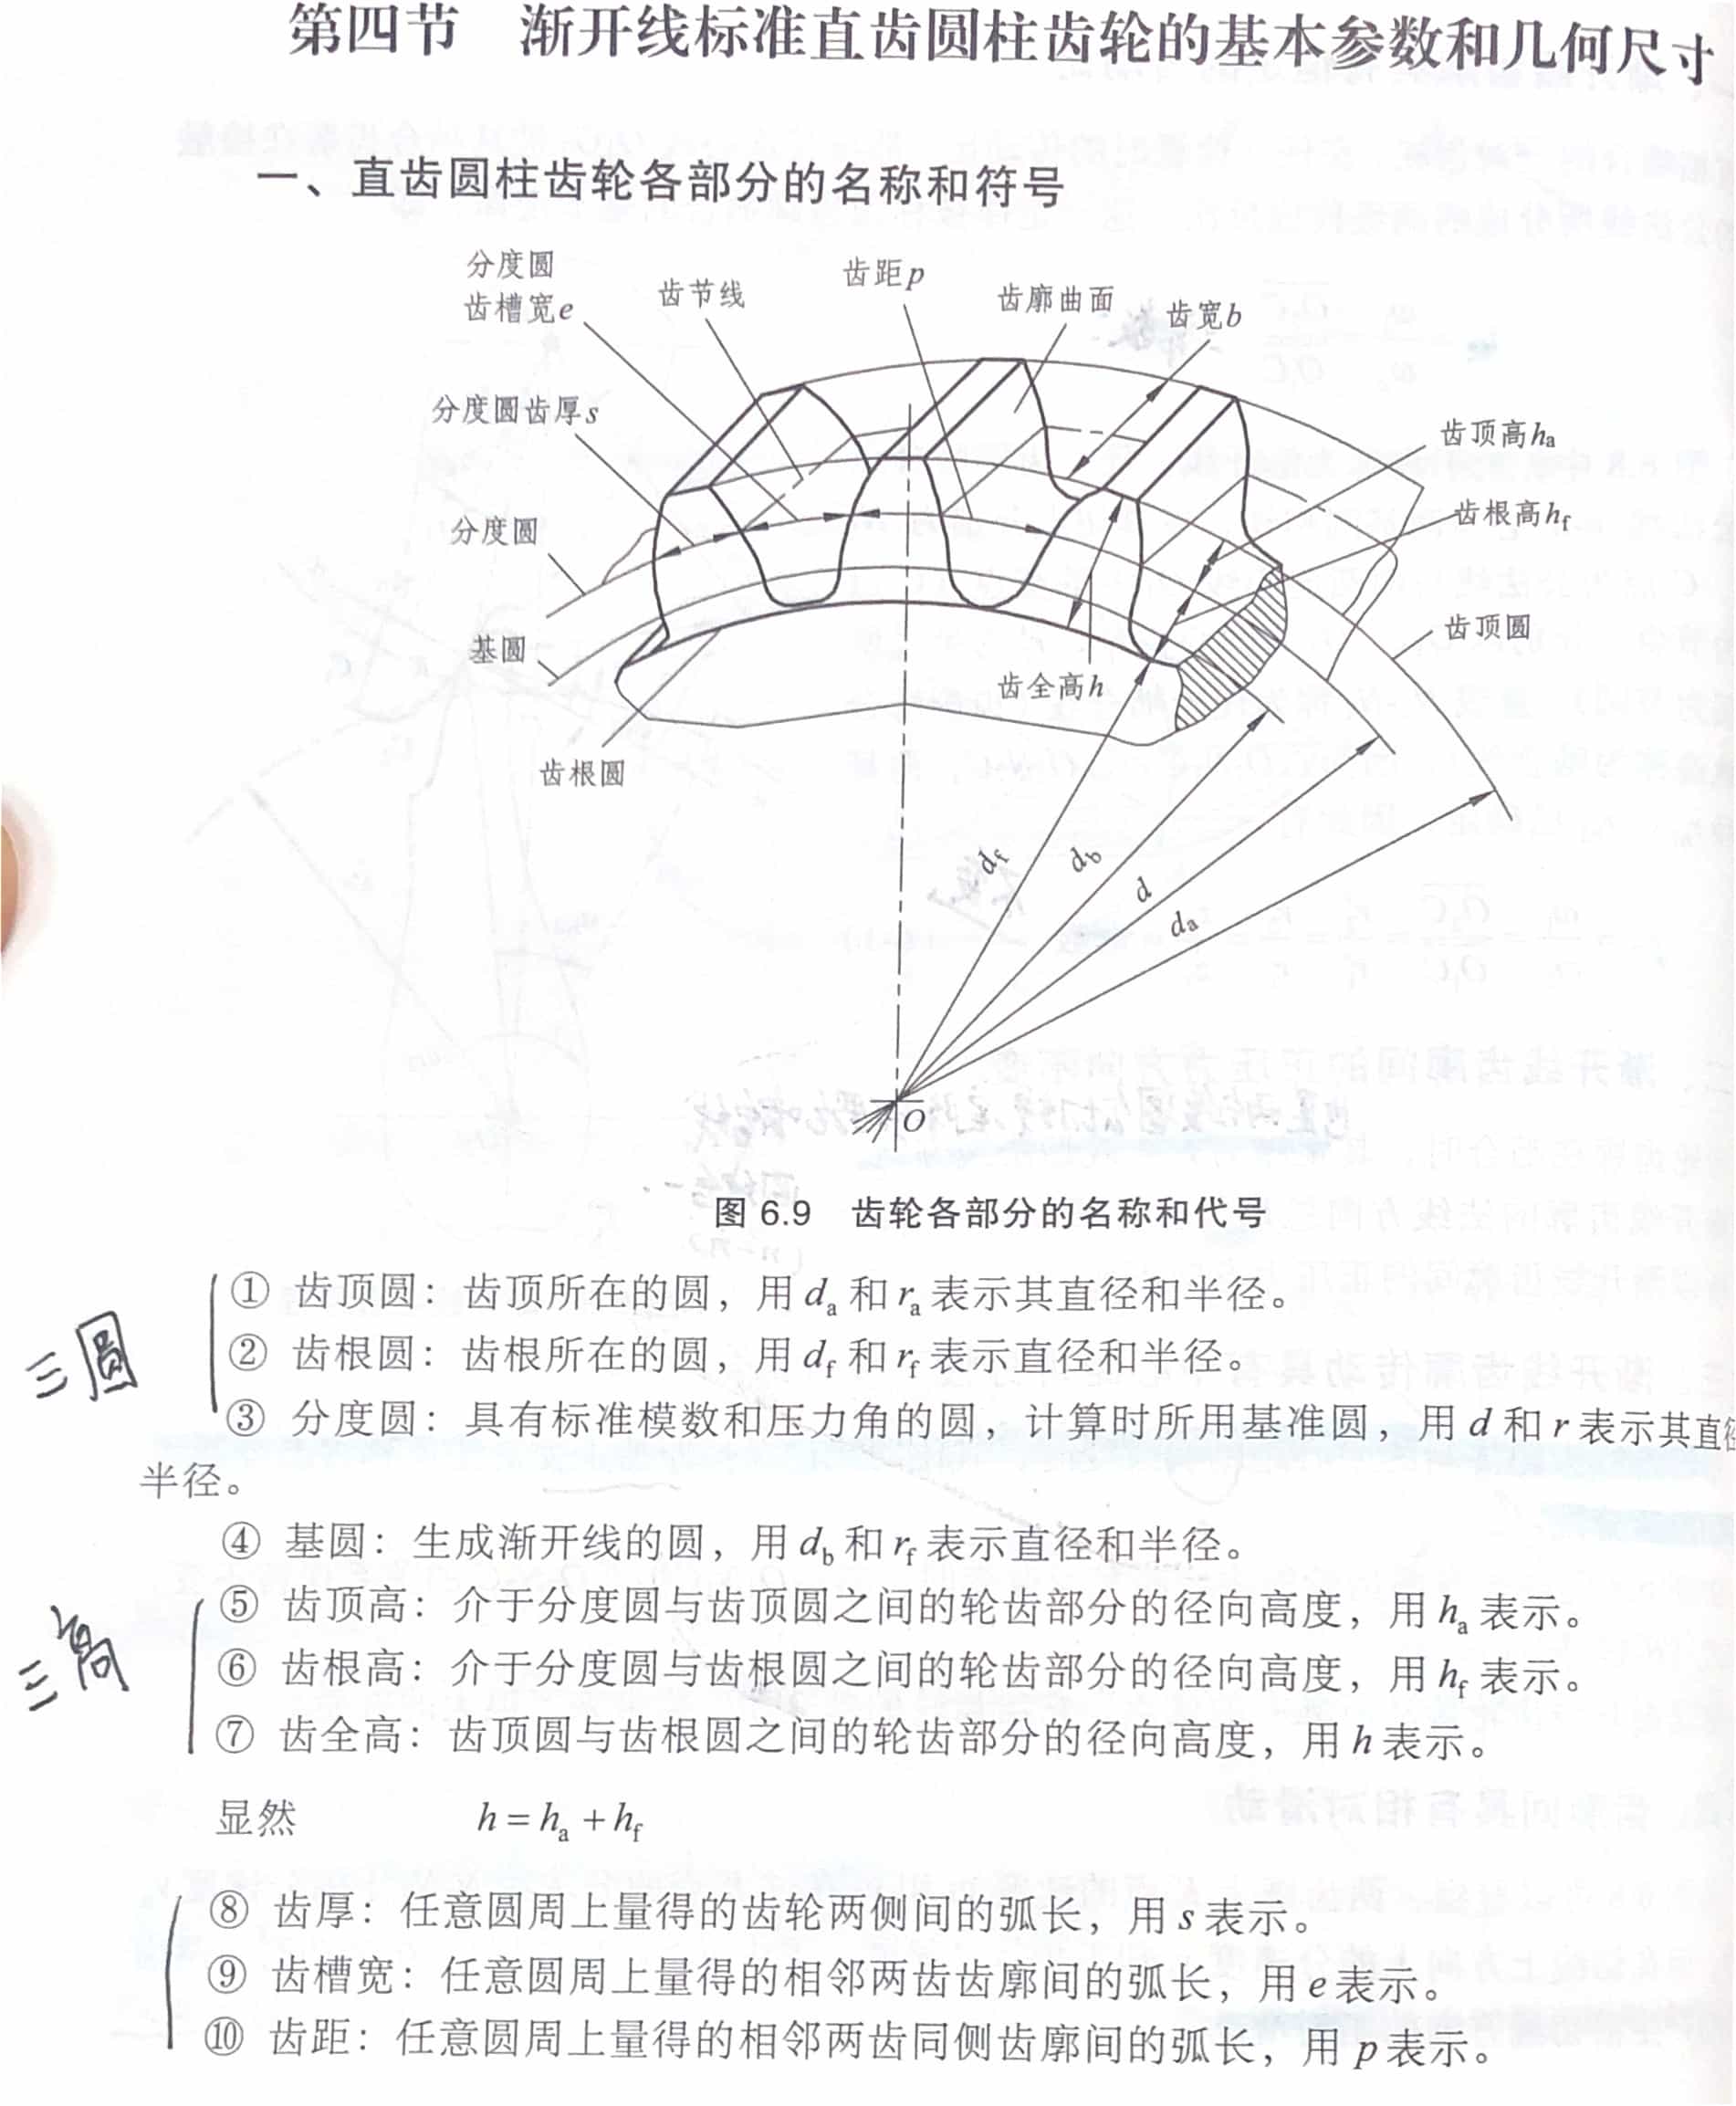 第四节 渐开线标准直齿圆柱齿轮的基本参数和几何尺寸
一、直齿圆柱齿轮各部分的名称和符号
分度圆
齿槽宽e
齿节线
齿距p
齿廓曲面
齿宽b
分度圆齿厚s
齿顶高hₐ
分度圆
齿根高h_f
基圆
齿顶圆
齿全高h
齿根圆
d_f
d_b
d
dₐ
O
图 6.9 齿轮各部分的名称和代号
三圆
① 齿顶圆：齿顶所在的圆，用 dₐ 和 rₐ 表示其直径和半径。
② 齿根圆：齿根所在的圆，用 d_f 和 r_f 表示直径和半径。
③ 分度圆：具有标准模数和压力角的圆，计算时所用基准圆，用 d 和 r 表示其直径
半径。
④ 基圆：生成渐开线的圆，用 d_b 和 r_f 表示直径和半径。
三高
⑤ 齿顶高：介于分度圆与齿顶圆之间的轮齿部分的径向高度，用 hₐ 表示。
⑥ 齿根高：介于分度圆与齿根圆之间的轮齿部分的径向高度，用 h_f 表示。
⑦ 齿全高：齿顶圆与齿根圆之间的轮齿部分的径向高度，用 h 表示。
显然 h = hₐ + h_f
⑧ 齿厚：任意圆周上量得的齿轮两侧间的弧长，用 s 表示。
⑨ 齿槽宽：任意圆周上量得的相邻两齿齿廓间的弧长，用 e 表示。
⑩ 齿距：任意圆周上量得的相邻两齿同侧齿廓间的弧长，用 p 表示。